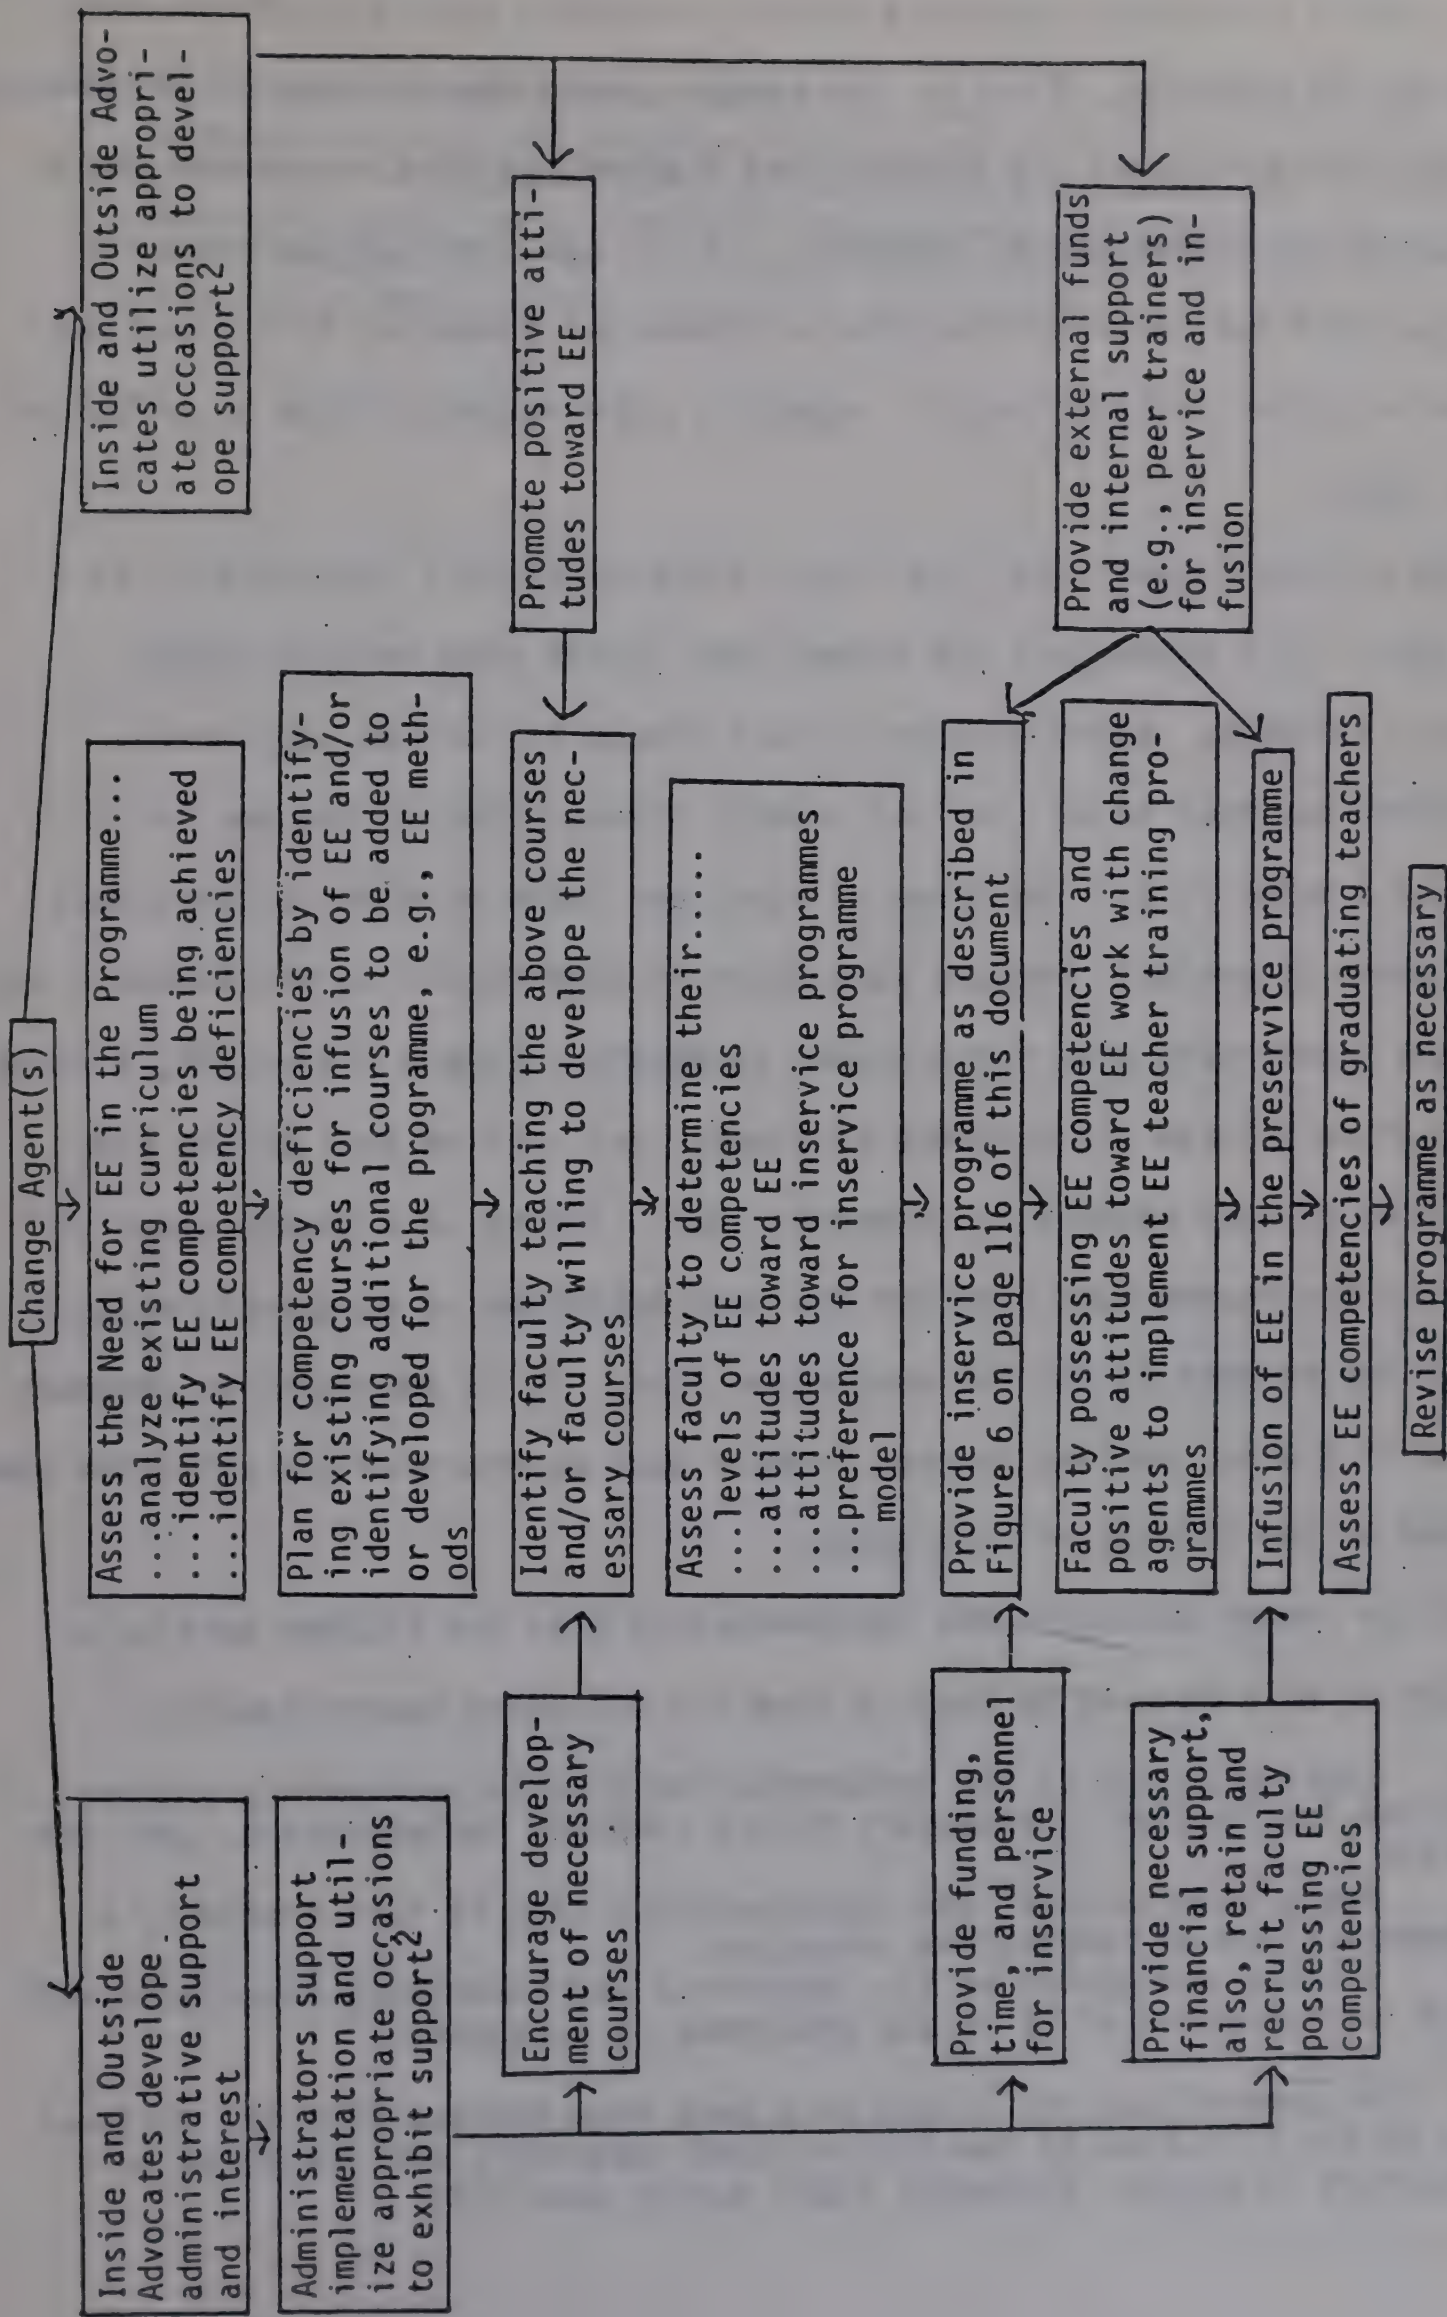 Change Agent(s)
Inside and Outside
Advocates develope
administrative support
and interest
Administrators support
implementation and util-
ize appropriate occasions
to exhibit support2
Encourage develop-
ment of necessary
courses
Provide funding,
time, and personnel
for inservice
Provide necessary
financial support,
also, retain and
recruit faculty
possessing EE
competencies
Assess the Need for EE in the Programme...
...analyze existing curriculum
...identify EE competencies being achieved
...identify EE competency deficiencies
Plan for competency deficiencies by identify-
ing existing courses for infusion of EE and/or
identifying additional courses to be added to
or developed for the programme, e.g., EE meth-
ods
Identify faculty teaching the above courses
and/or faculty willing to develope the nec-
essary courses
Assess faculty to determine their.....
...levels of EE competencies
...attitudes toward EE
...attitudes toward inservice programmes
...preference for inservice programme
model
Provide inservice programme as described in
Figure 6 on page 116 of this document
Faculty possessing EE competencies and
positive attitudes toward EE work with change
agents to implement EE teacher training pro-
grammes
Infusion of EE in the preservice programme
Assess EE competencies of graduating teachers
Revise programme as necessary
Inside and Outside Advo-
cates utilize appropri-
ate occasions to devel-
ope support2
Promote positive atti-
tudes toward EE
Provide external funds
and internal support
(e.g., peer trainers)
for inservice and in-
fusion